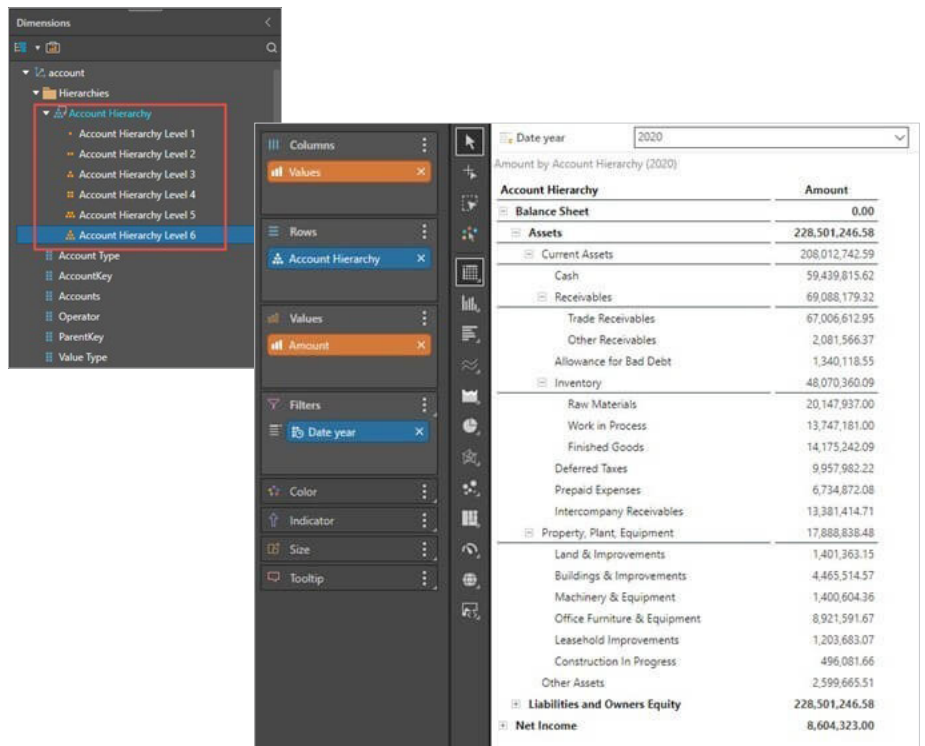 Dimensions
account
Hierarchies
Account Hierarchy
Account Hierarchy Level 1
Account Hierarchy Level 2
Account Hierarchy Level 3
Account Hierarchy Level 4
Account Hierarchy Level 5
Account Hierarchy Level 6
Account Type
AccountKey
Accounts
Operator
ParentKey
Value Type
Columns
Values
Rows
Account Hierarchy
Values
Amount
Filters
Date year
Color
Indicator
Size
Tooltip
Date year 2020
Amount by Account Hierarchy (2020)
Account Hierarchy Amount
Balance Sheet 0.00
Assets 228,501,246.58
Current Assets 208,012,742.59
Cash 59,439,815.62
Receivables 69,088,179.32
Trade Receivables 67,006,612.95
Other Receivables 2,081,566.37
Allowance for Bad Debt 1,340,118.55
Inventory 48,070,360.09
Raw Materials 20,147,937.00
Work in Process 13,747,181.00
Finished Goods 14,175,242.09
Deferred Taxes 9,957,982.22
Prepaid Expenses 6,734,872.08
Intercompany Receivables 13,381,414.71
Property, Plant, Equipment 17,888,838.48
Land & Improvements 1,401,363.15
Buildings & Improvements 4,465,514.57
Machinery & Equipment 1,400,604.36
Office Furniture & Equipment 8,921,591.67
Leasehold Improvements 1,203,683.07
Construction In Progress 496,081.66
Other Assets 2,599,665.51
Liabilities and Owners Equity 228,501,246.58
Net Income 8,604,323.00